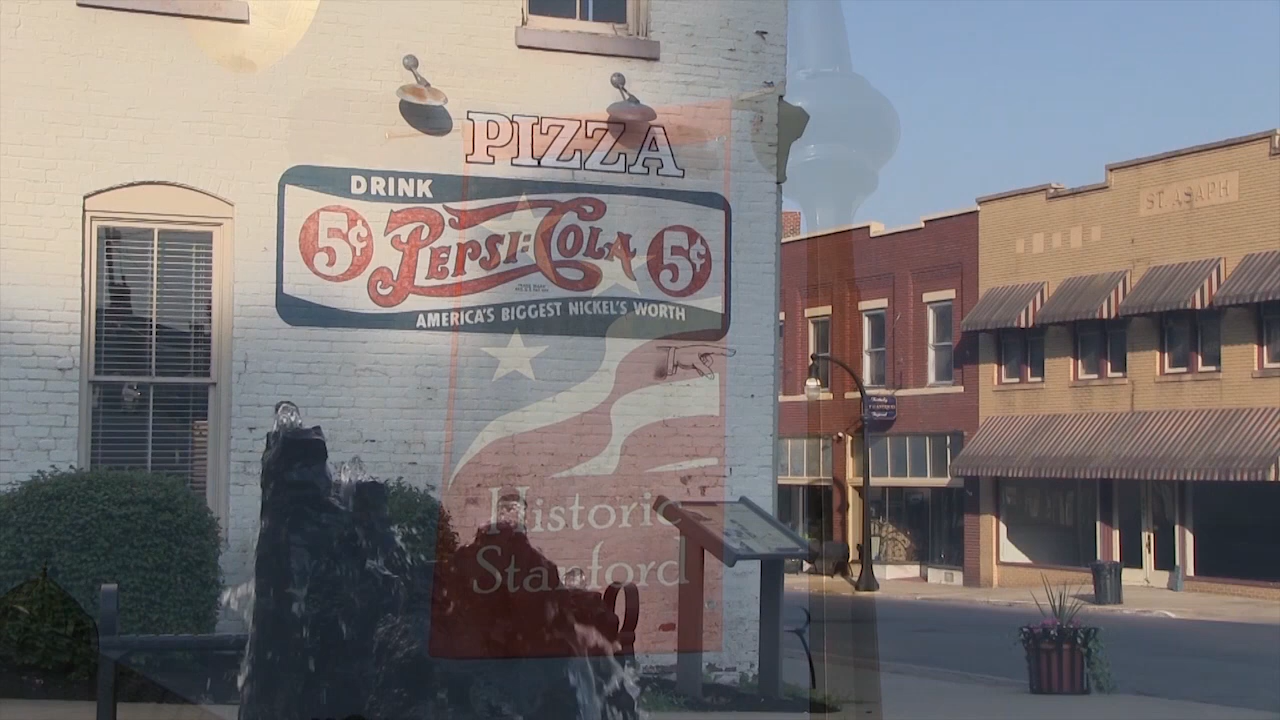 PIZZA
DRINK
5¢ PEPSI=COLA 5¢
AMERICA'S BIGGEST NICKEL'S WORTH
Historic
Stanford
ST. ASAPH